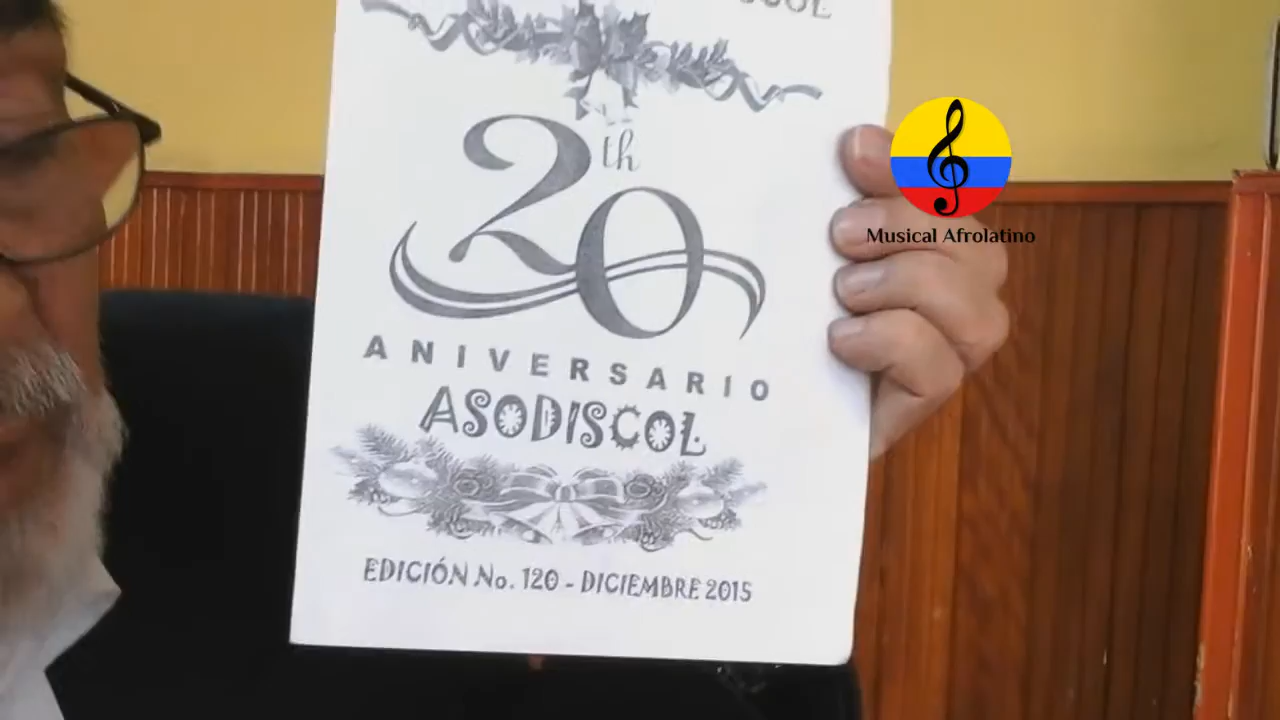 20th
ANIVERSARIO
ASODISCOL
EDICIÓN No. 120 - DICIEMBRE 2015
Musical Afrolatino